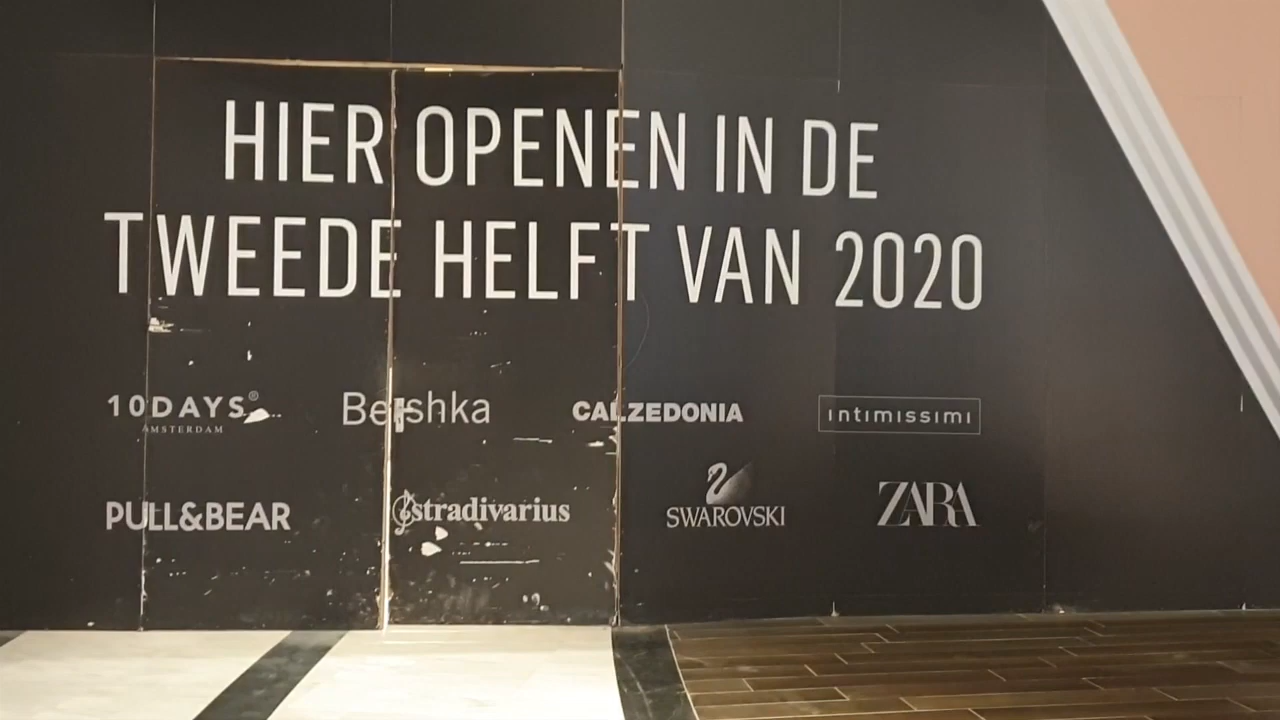 HIER OPENEN IN DE
TWEEDE HELFT VAN 2020
10DAYS® Bershka CALZEDONIA intimissimi
AMSTERDAM
PULL&BEAR stradivarius SWAROVSKI ZARA